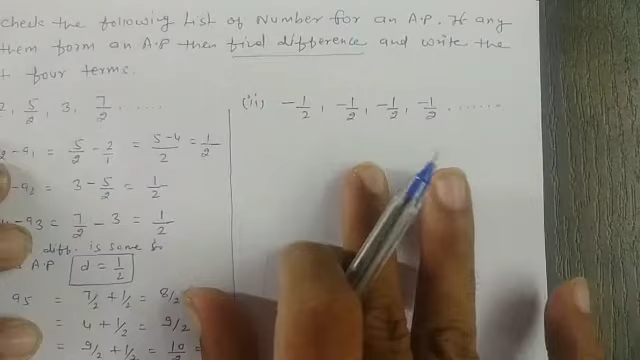 check the following List of Number for an A.P. If any
them form an A.P then find difference and write the
t four terms.
2, 5/2, 3, 7/2 .....
2-a1 = 5/2 - 2/1 = 5-4/2 = 1/2
-a2 = 3 - 5/2 = 1/2
a3 = 7/2 - 3 = 1/2
diff. is same so
A.P d = 1/2
a5 = 7/2 + 1/2 = 8/2
= 4 + 1/2 = 9/2
= 9/2 + 1/2 = 10/2 =
(ii) -1/2, -1/2, -1/2, -1/2 .......